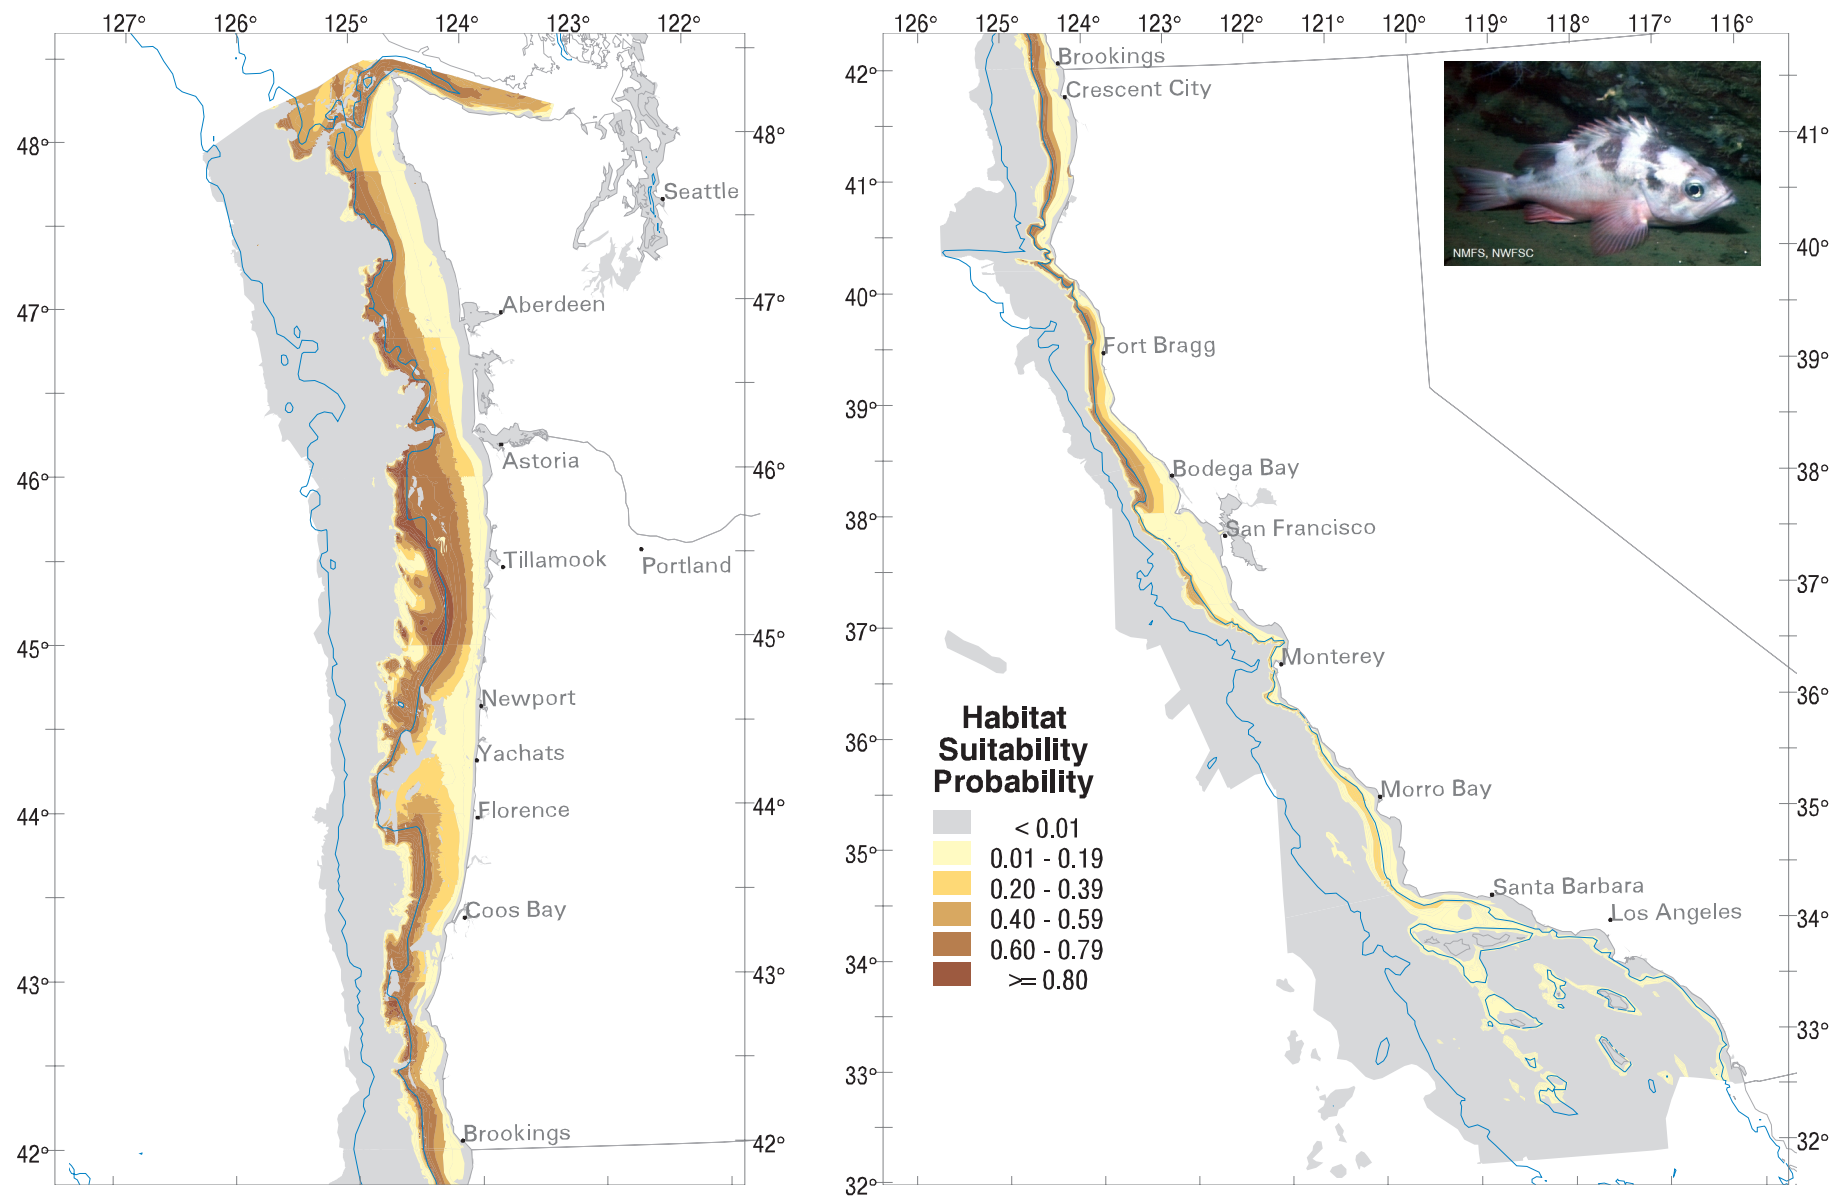 127° 126° 125° 124° 123° 122°
48°
47°
46°
45°
44°
43°
42°
48°
47°
46°
45°
44°
43°
42°
Seattle
Aberdeen
Astoria
Tillamook
Portland
Newport
Yachats
Florence
Coos Bay
Brookings
126° 125° 124° 123° 122° 121° 120° 119° 118° 117° 116°
42°
41°
40°
39°
38°
37°
36°
35°
34°
33°
32°
41°
40°
39°
38°
37°
36°
35°
34°
33°
32°
Brookings
Crescent City
Fort Bragg
Bodega Bay
San Francisco
Monterey
Morro Bay
Santa Barbara
Los Angeles
NMFS, NWFSC
Habitat
Suitability
Probability
< 0.01
0.01 - 0.19
0.20 - 0.39
0.40 - 0.59
0.60 - 0.79
>= 0.80